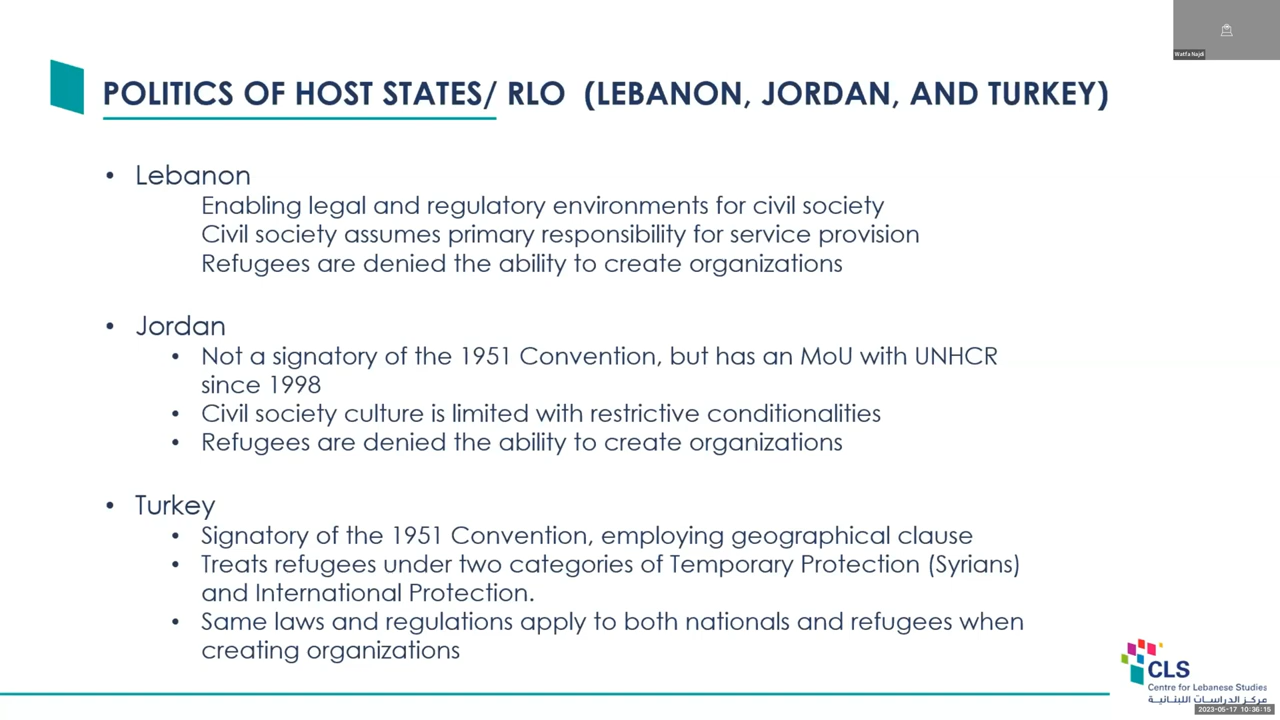 Watfa Najdi
POLITICS OF HOST STATES/ RLO (LEBANON, JORDAN, AND TURKEY)
• Lebanon
Enabling legal and regulatory environments for civil society
Civil society assumes primary responsibility for service provision
Refugees are denied the ability to create organizations
• Jordan
• Not a signatory of the 1951 Convention, but has an MoU with UNHCR
since 1998
• Civil society culture is limited with restrictive conditionalities
• Refugees are denied the ability to create organizations
• Turkey
• Signatory of the 1951 Convention, employing geographical clause
• Treats refugees under two categories of Temporary Protection (Syrians)
and International Protection.
• Same laws and regulations apply to both nationals and refugees when
creating organizations
CLS
Centre for Lebanese Studies
مركز الدراسات اللبنانية
2023-05-17 10:36:15